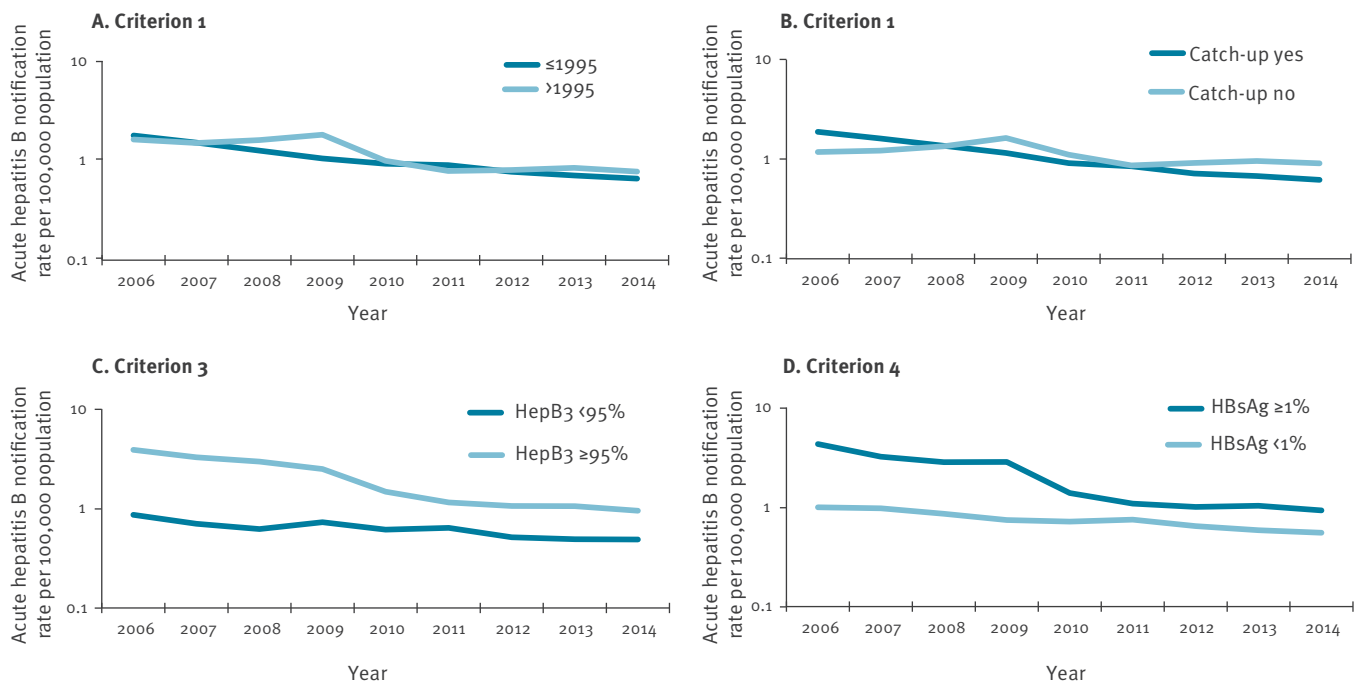 A. Criterion 1
Acute hepatitis B notification
rate per 100,000 population
10
1
0.1
≤1995
›1995
2006 2007 2008 2009 2010 2011 2012 2013 2014
Year
B. Criterion 1
Acute hepatitis B notification
rate per 100,000 population
10
1
0.1
Catch-up yes
Catch-up no
2006 2007 2008 2009 2010 2011 2012 2013 2014
Year
C. Criterion 3
Acute hepatitis B notification
rate per 100,000 population
10
1
0.1
HepB3 ‹95%
HepB3 ≥95%
2006 2007 2008 2009 2010 2011 2012 2013 2014
Year
D. Criterion 4
Acute hepatitis B notification
rate per 100,000 population
10
1
0.1
HBsAg ≥1%
HBsAg ‹1%
2006 2007 2008 2009 2010 2011 2012 2013 2014
Year